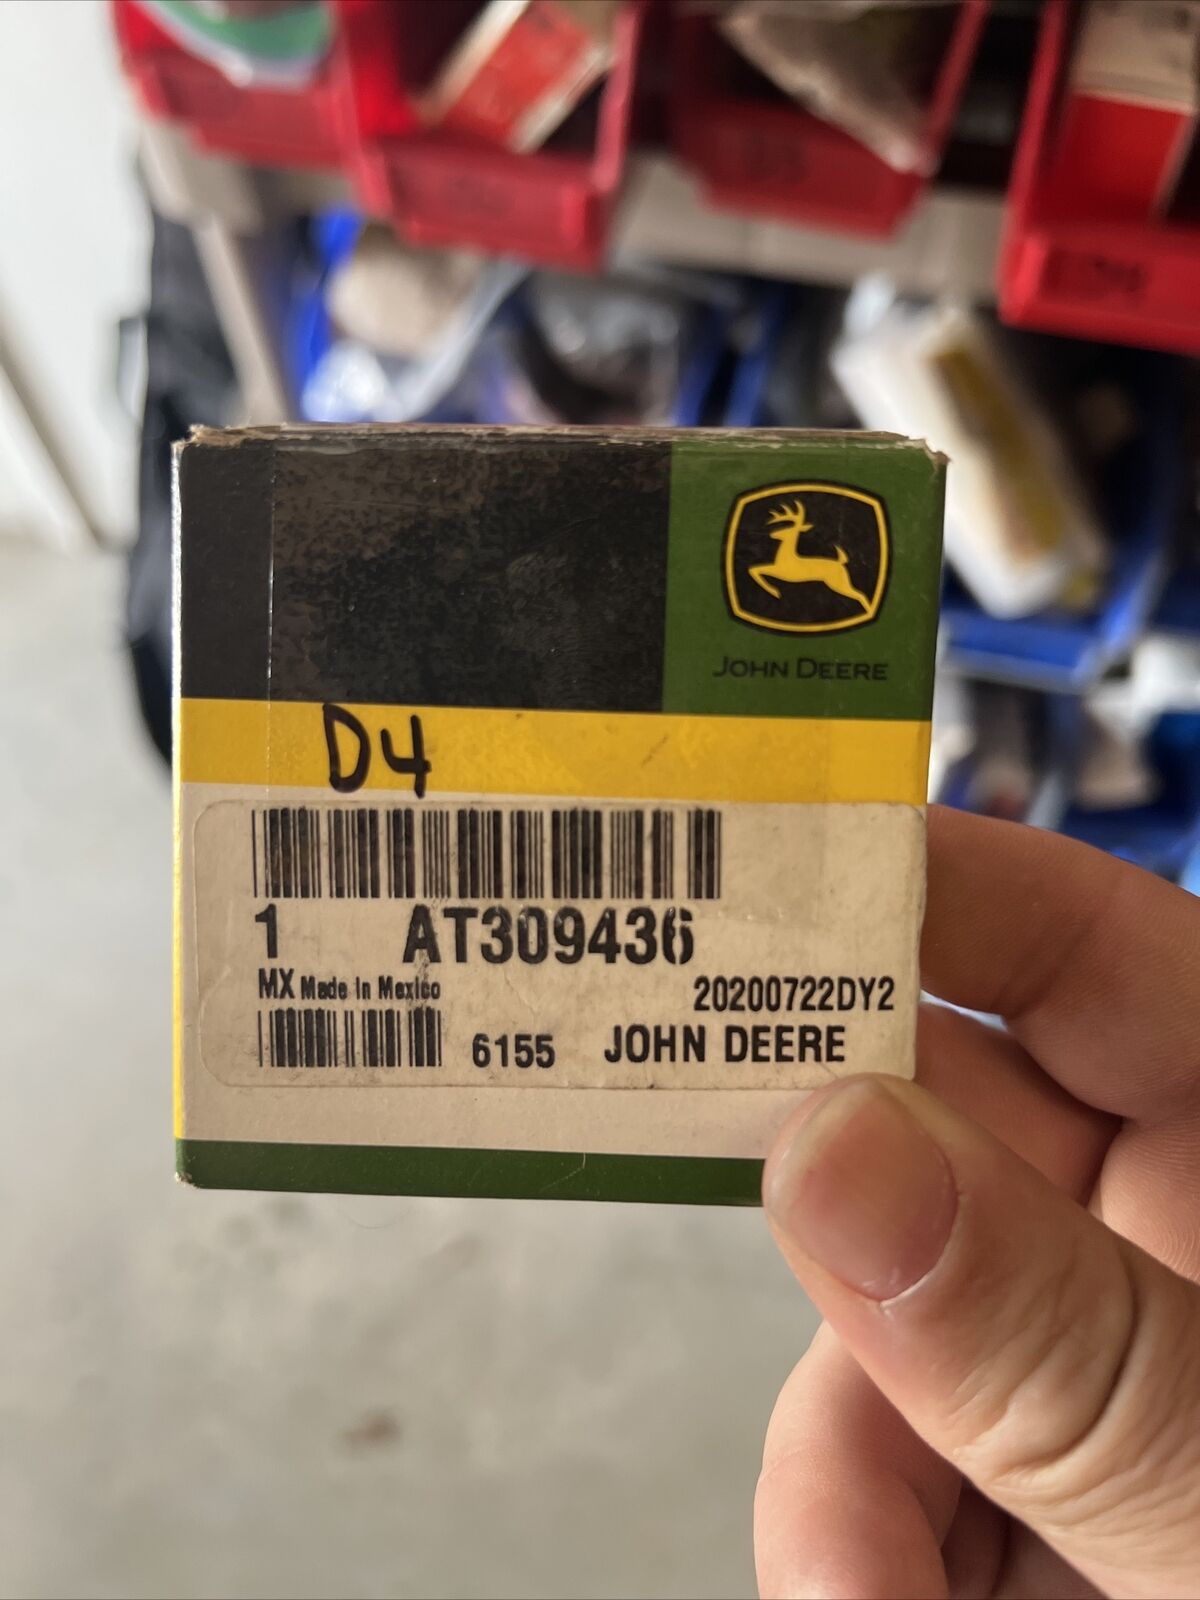 JOHN DEERE
D4
1 AT309436
MX Made in Mexico
20200722DY2
6155 JOHN DEERE